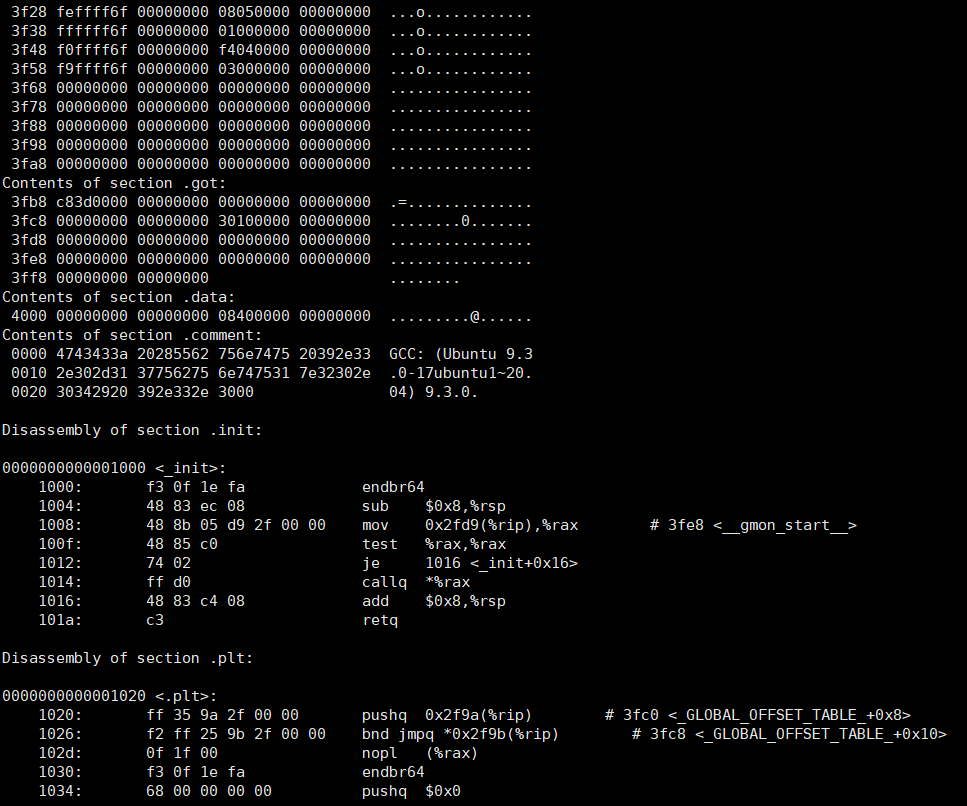 3f28 feffff6f 00000000 08050000 00000000  ...o............
3f38 ffffff6f 00000000 01000000 00000000  ...o............
3f48 f0ffff6f 00000000 f4040000 00000000  ...o............
3f58 f9ffff6f 00000000 03000000 00000000  ...o............
3f68 00000000 00000000 00000000 00000000  ................
3f78 00000000 00000000 00000000 00000000  ................
3f88 00000000 00000000 00000000 00000000  ................
3f98 00000000 00000000 00000000 00000000  ................
3fa8 00000000 00000000 00000000 00000000  ................
Contents of section .got:
3fb8 c83d0000 00000000 00000000 00000000  .=..............
3fc8 00000000 00000000 30100000 00000000  ........0.......
3fd8 00000000 00000000 00000000 00000000  ................
3fe8 00000000 00000000 00000000 00000000  ................
3ff8 00000000 00000000                    ........
Contents of section .data:
4000 00000000 00000000 08400000 00000000  .........@......
Contents of section .comment:
0000 4743433a 20285562 756e7475 20392e33  GCC: (Ubuntu 9.3
0010 2e302d31 37756275 6e747531 7e32302e  .0-17ubuntu1~20.
0020 30342920 392e332e 3000               04) 9.3.0.
Disassembly of section .init:
0000000000001000 <_init>:
1000:       f3 0f 1e fa                endbr64
1004:       48 83 ec 08                sub    $0x8,%rsp
1008:       48 8b 05 d9 2f 00 00    mov    0x2fd9(%rip),%rax        # 3fe8 <__gmon_start__>
100f:       48 85 c0                test   %rax,%rax
1012:       74 02                   je     1016 <_init+0x16>
1014:       ff d0                   callq  *%rax
1016:       48 83 c4 08             add    $0x8,%rsp
101a:       c3                      retq
Disassembly of section .plt:
0000000000001020 <.plt>:
1020:       ff 35 9a 2f 00 00       pushq  0x2f9a(%rip)        # 3fc0 <_GLOBAL_OFFSET_TABLE_+0x8>
1026:       f2 ff 25 9b 2f 00 00    bnd jmpq *0x2f9b(%rip)        # 3fc8 <_GLOBAL_OFFSET_TABLE_+0x10>
102d:       0f 1f 00                nopl   (%rax)
1030:       f3 0f 1e fa             endbr64
1034:       68 00 00 00 00          pushq  $0x0